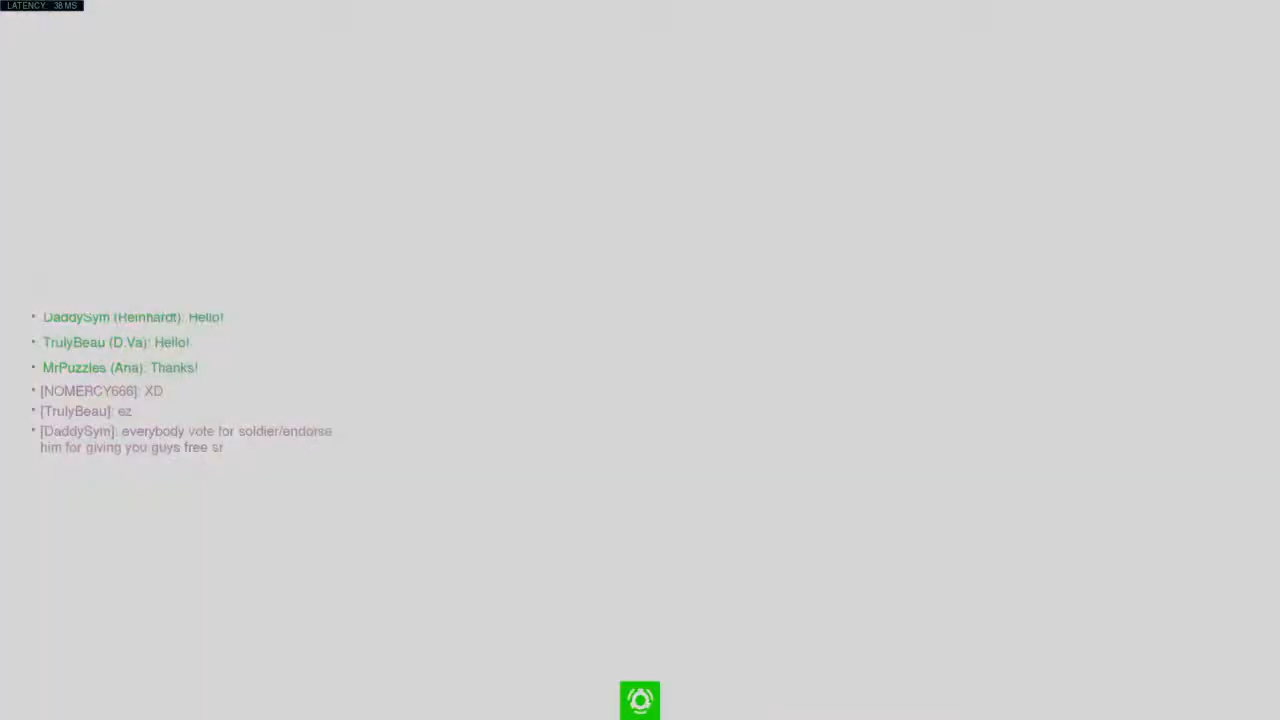 LATENCY: 38 MS
DaddySym (Reinhardt): Hello!
TrulyBeau (D.Va): Hello!
MrPuzzles (Ana): Thanks!
[NOMERCY666]: XD
[TrulyBeau]: ez
[DaddySym]: everybody vote for soldier/endorse
him for giving you guys free sr